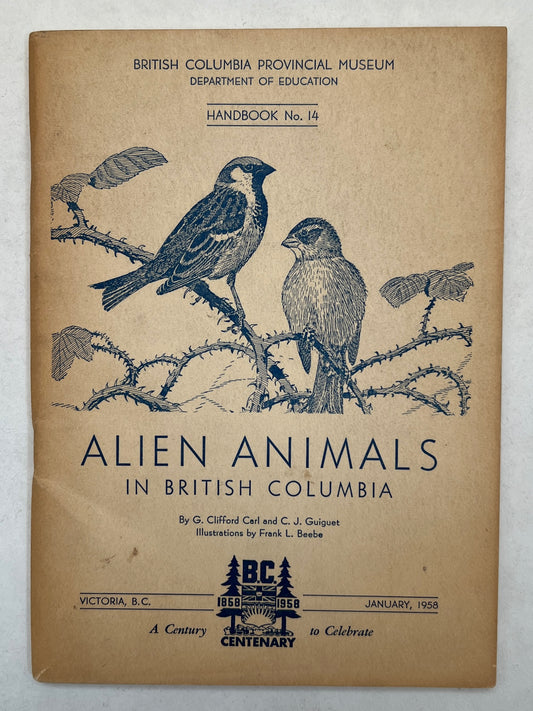 BRITISH COLUMBIA PROVINCIAL MUSEUM
DEPARTMENT OF EDUCATION
HANDBOOK No. 14
ALIEN ANIMALS
IN BRITISH COLUMBIA
By G. Clifford Carl and C. J. Guiguet
Illustrations by Frank L. Beebe
B.C.
1858 1958
VICTORIA, B.C.
JANUARY, 1958
A Century
to Celebrate
CENTENARY